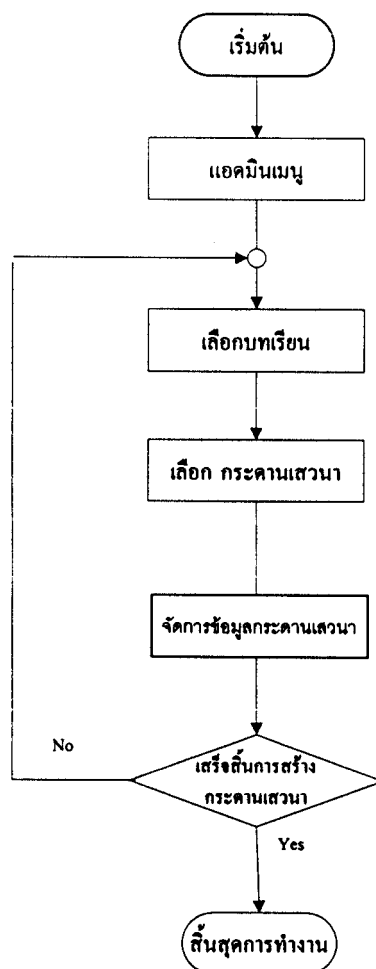 เริ่มต้น
แอดมินเมนู
เลือกบทเรียน
เลือก กระดานเสวนา
จัดการข้อมูลกระดานเสวนา
No
เสร็จสิ้นการสร้าง
กระดานเสวนา
Yes
สิ้นสุดการทำงาน